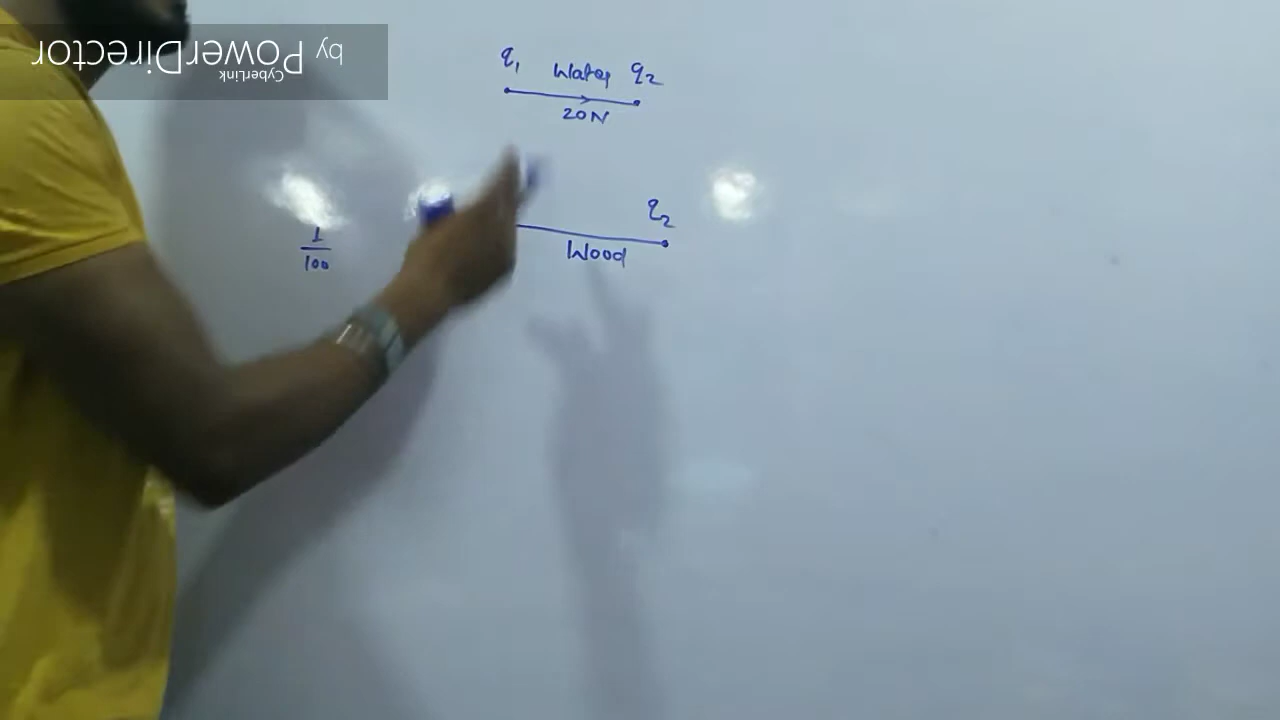 by PowerDirector
CyberLink
q₁ Water q₂
20N
q₂
Wood
1
100